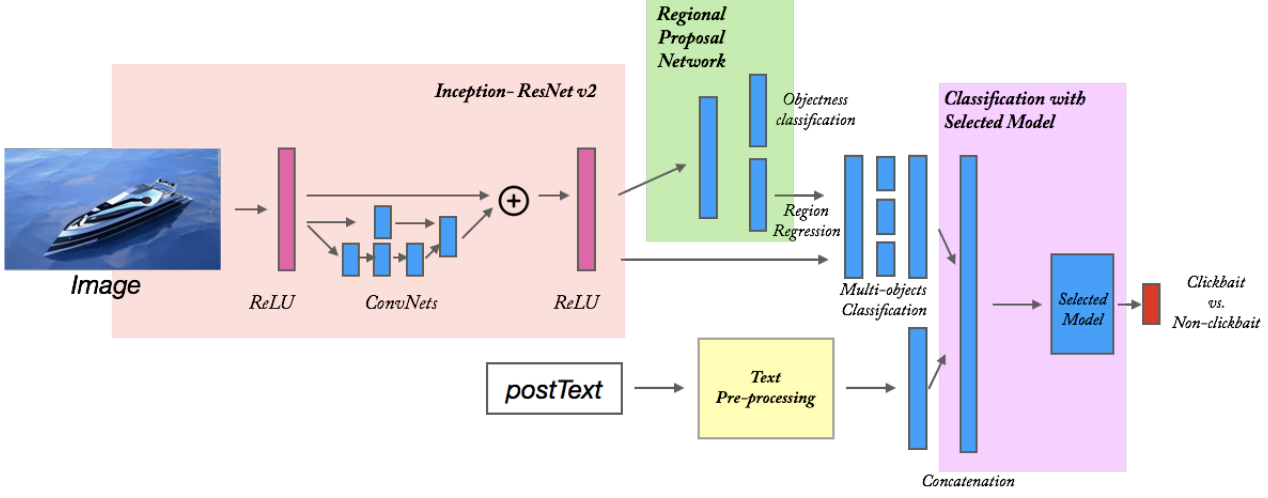 Regional
Proposal
Network
Inception- ResNet v2
Objectness
classification
Classification with
Selected Model
Image
ReLU
ConvNets
ReLU
Region
Regression
Multi-objects
Classification
Selected
Model
Clickbait
vs.
Non-clickbait
postText
Text
Pre-processing
Concatenation